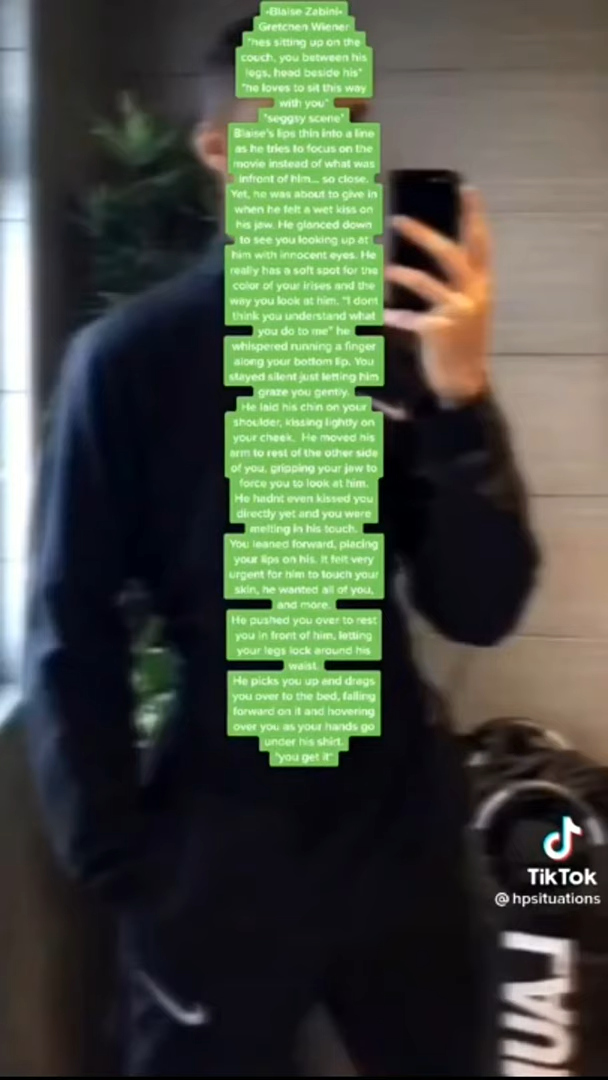 -Blaise Zabini-
Gretchen Wiener
"hes sitting up on the
couch, you between his
legs, head beside his"
"he loves to sit this way
with you"
"seggsy scene"
Blaise's lips thin into a line
as he tries to focus on the
movie instead of what was
infront of him... so close.
Yet, he was about to give in
when he felt a wet kiss on
his jaw. He glanced down
to see you looking up at
him with innocent eyes. He
really has a soft spot for the
color of your irises and the
way you look at him. "I dont
think you understand what
you do to me" he
whispered running a finger
along your bottom lip. You
stayed silent just letting him
graze you gently.
He laid his chin on your
shoulder, kissing lightly on
your cheek. He moved his
arm to rest of the other side
of you, gripping your jaw to
force you to look at him.
He hadnt even kissed you
directly yet and you were
melting in his touch.
You leaned forward, placing
your lips on his. It felt very
urgent for him to touch your
skin, he wanted all of you,
and more.
He pushed you over to rest
you in front of him, letting
your legs lock around his
waist.
He picks you up and drags
you over to the bed, falling
forward on it and hovering
over you as your hands go
under his shirt.
"you get it"
TikTok
@hpsituations